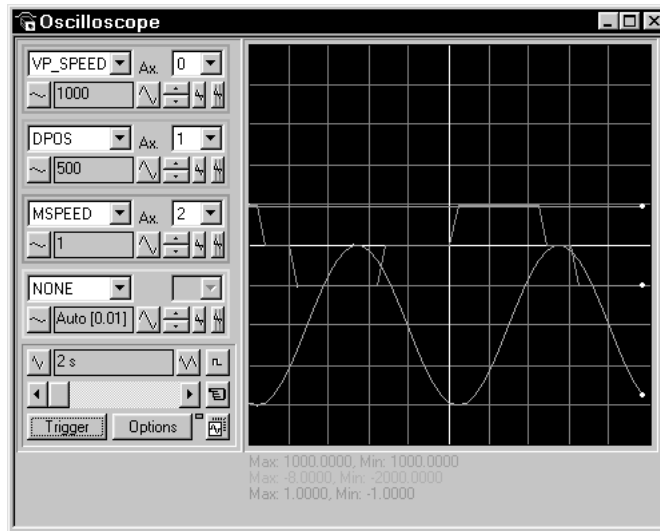 Oscilloscope
VP_SPEED Ax. 0
1000
DPOS Ax. 1
500
MSPEED Ax. 2
1
NONE
Auto [0.01]
2 s
Trigger Options
Max: 1000.0000, Min: 1000.0000
Max: -8.0000, Min: -2000.0000
Max: 1.0000, Min: -1.0000